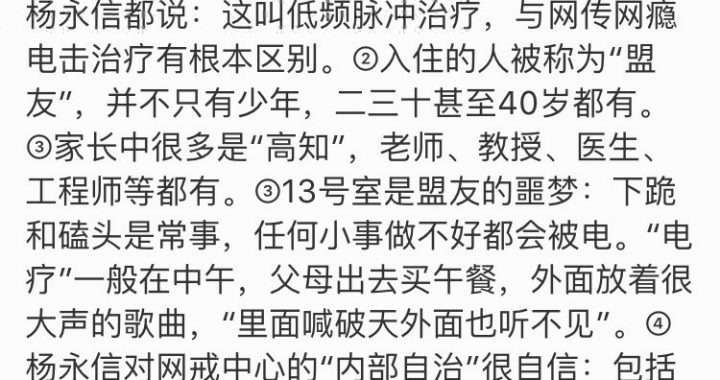 杨永信都说：这叫低频脉冲治疗，与网传网瘾
电击治疗有根本区别。②入住的人被称为“盟
友”，并不只有少年，二三十甚至40岁都有。
③家长中很多是“高知”，老师、教授、医生、
工程师等都有。③13号室是盟友的噩梦：下跪
和磕头是常事，任何小事做不好都会被电。“电
疗”一般在中午，父母出去买午餐，外面放着很
大声的歌曲，“里面喊破天外面也听不见”。④
杨永信对网戒中心的“内部自治”很自信：包括